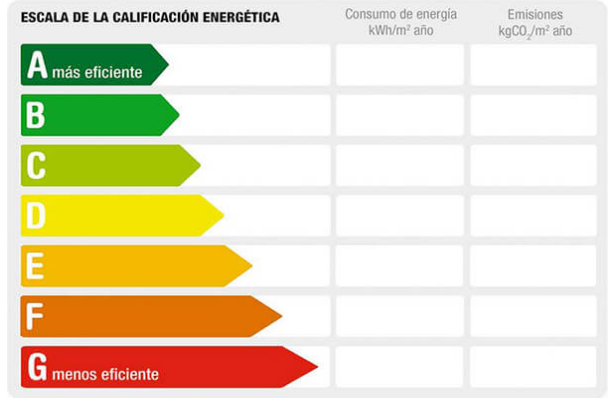 ESCALA DE LA CALIFICACIÓN ENERGÉTICA
Consumo de energía
kWh/m² año
Emisiones
kgCO₂/m² año
A más eficiente
B
C
D
E
F
G menos eficiente